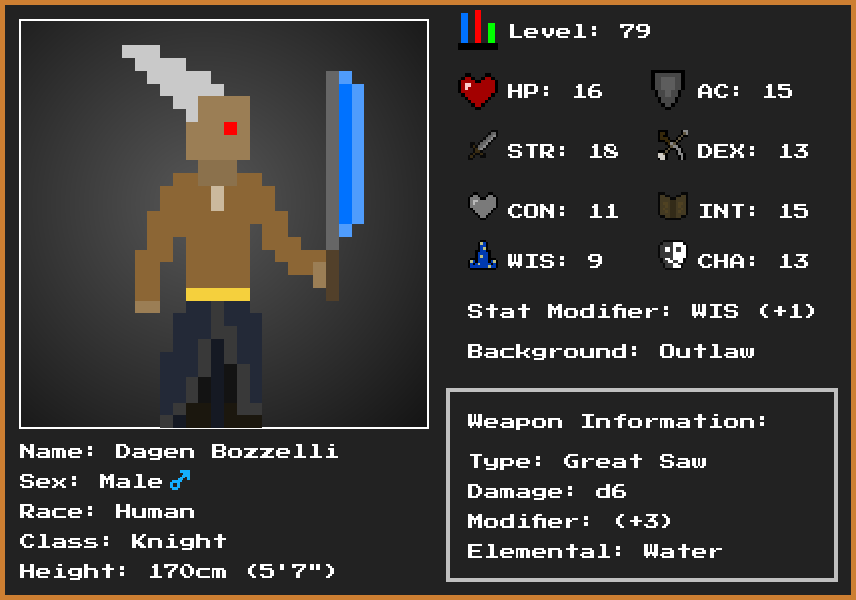 Level: 79
HP: 16
AC: 15
STR: 18
DEX: 13
CON: 11
INT: 15
WIS: 9
CHA: 13
Stat Modifier: WIS (+1)
Background: Outlaw
Weapon Information:
Type: Great Saw
Damage: d6
Modifier: (+3)
Elemental: Water
Name: Dagen Bozzelli
Sex: Male♂
Race: Human
Class: Knight
Height: 170cm (5'7")